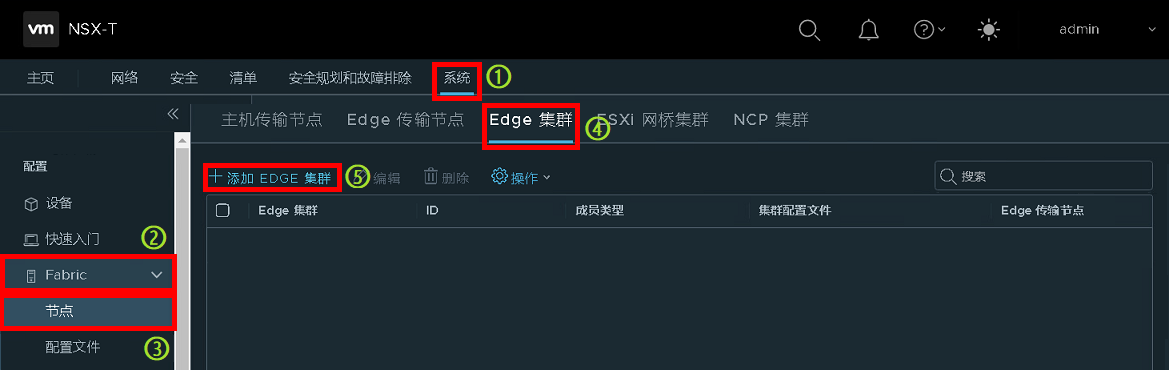 vm NSX-T admin
主页 网络 安全 清单 安全规划和故障排除 系统 ①
主机传输节点 Edge 传输节点 Edge 集群 ④ ESXi 网桥集群 NCP 集群
配置
添加 EDGE 集群 ⑤ 编辑 删除 操作 搜索
设备
Edge 集群 ID 成员类型 集群配置文件 Edge 传输节点
快速入门 ②
Fabric
节点
配置文件 ③